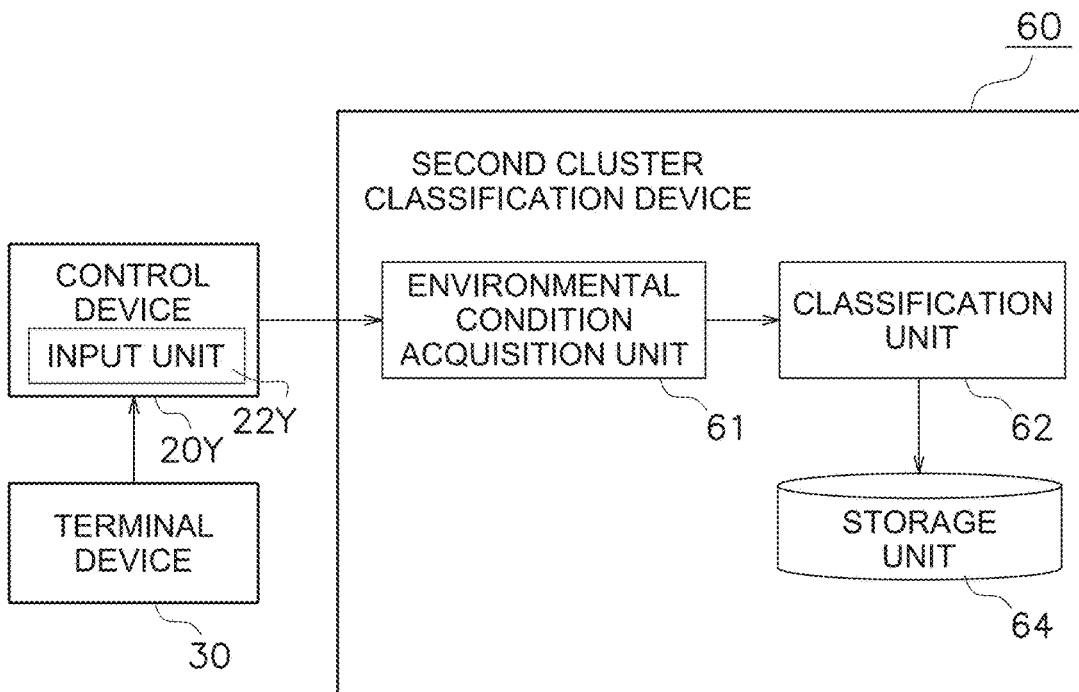 60
SECOND CLUSTER
CLASSIFICATION DEVICE
CONTROL
DEVICE
INPUT UNIT
22Y
20Y
ENVIRONMENTAL
CONDITION
ACQUISITION UNIT
61
CLASSIFICATION
UNIT
62
TERMINAL
DEVICE
30
STORAGE
UNIT
64